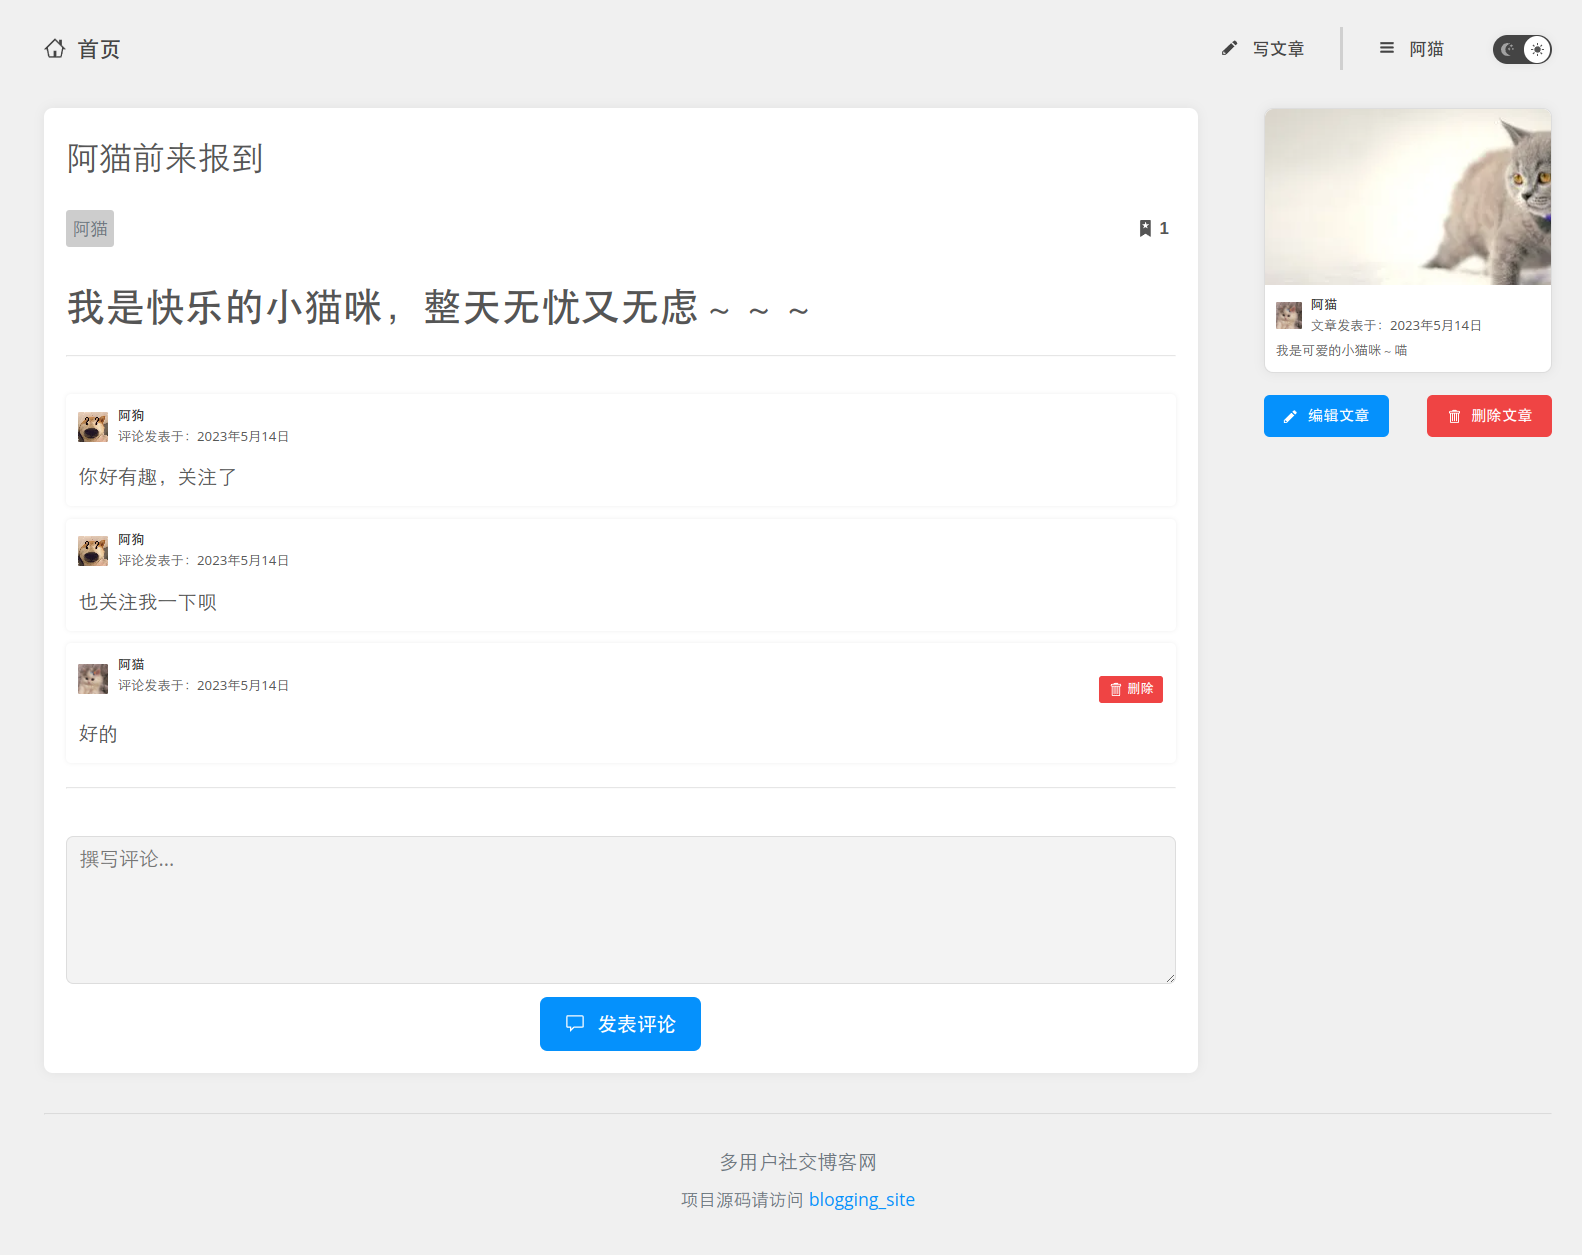 首页
写文章
阿猫
阿猫前来报到
阿猫
1
我是快乐的小猫咪，整天无忧又无虑～～～
阿狗
评论发表于：2023年5月14日
你好有趣，关注了
阿狗
评论发表于：2023年5月14日
也关注我一下呗
阿猫
评论发表于：2023年5月14日
删除
好的
撰写评论...
发表评论
阿猫
文章发表于：2023年5月14日
我是可爱的小猫咪～喵
编辑文章
删除文章
多用户社交博客网
项目源码请访问 blogging_site